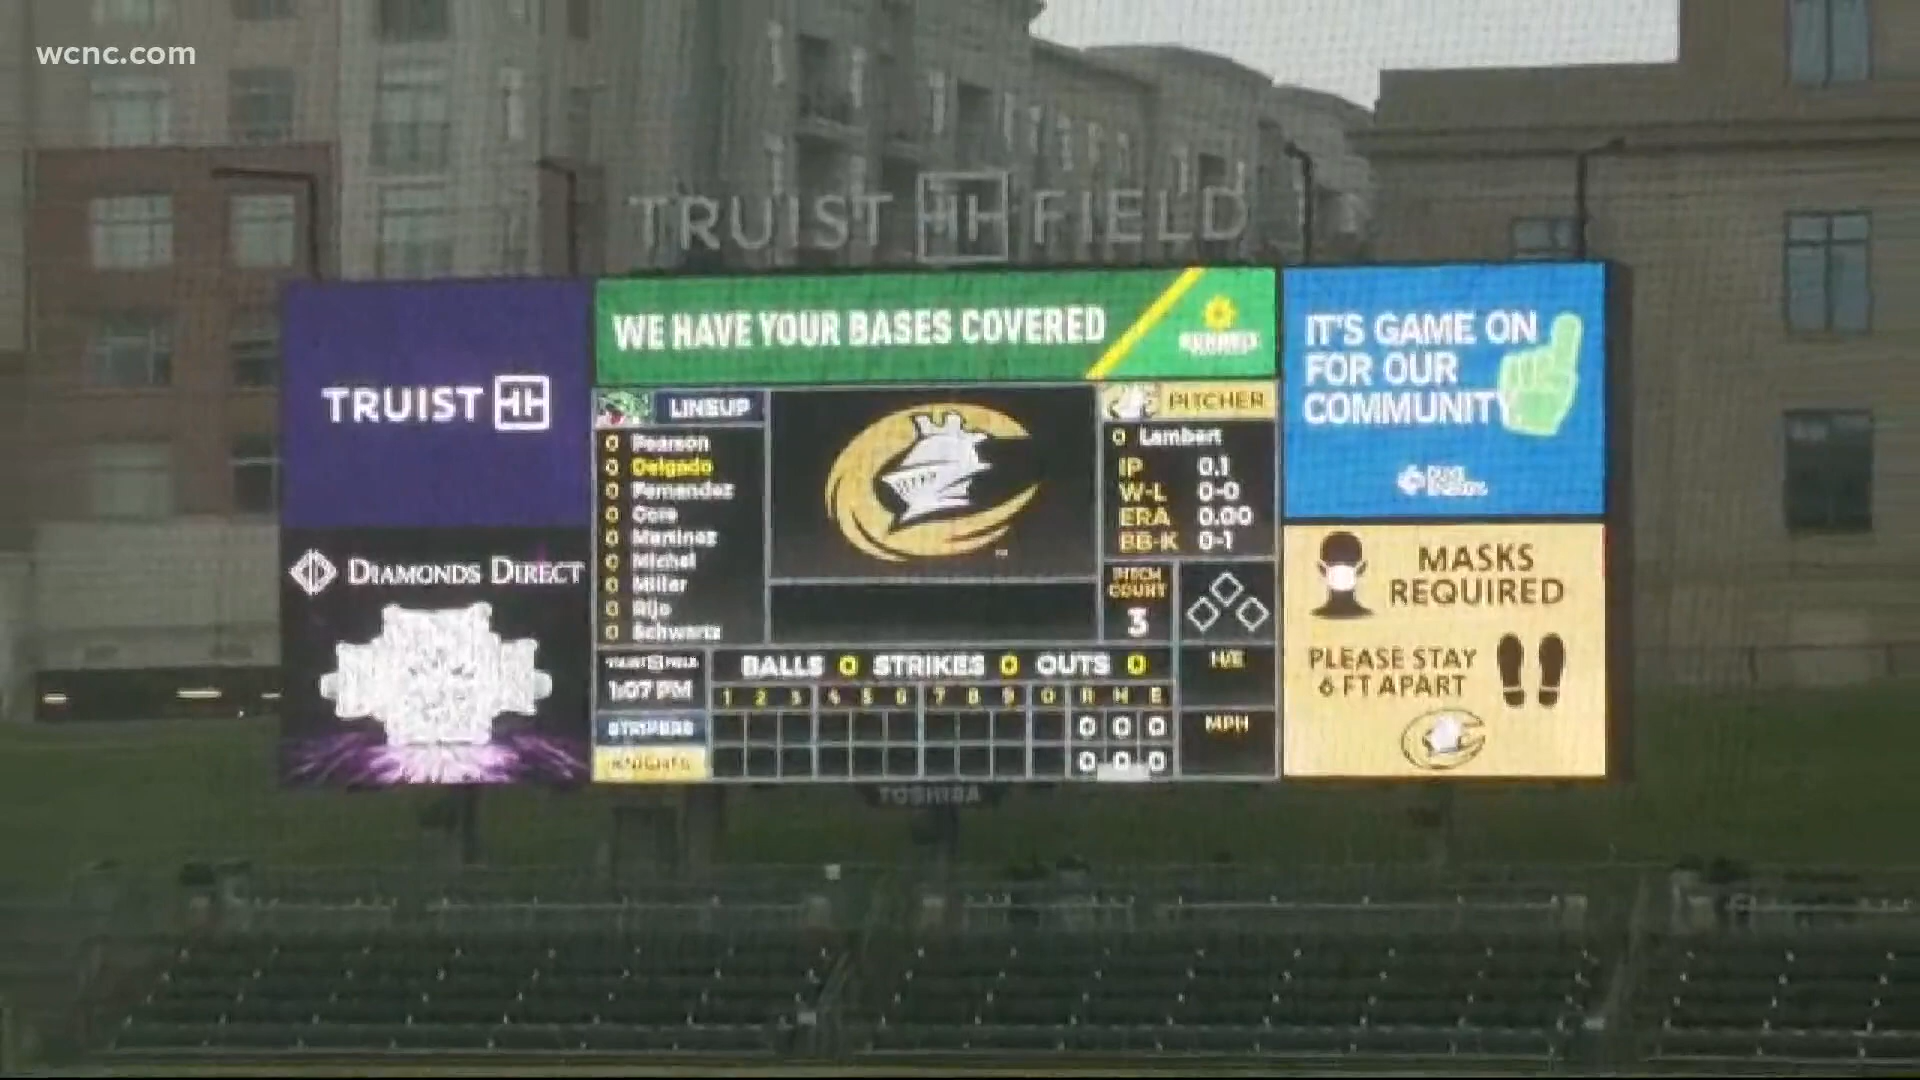 wcnc.com
TRUIST FIELD
WE HAVE YOUR BASES COVERED
TRUIST
IT'S GAME ON
FOR OUR
COMMUNITY
LINEUP
0 Pearson
0 Delgado
0 Fernandez
0 Core
0 Martinez
0 Michel
0 Miller
0 Rijo
0 Schwartz
PITCHER
0 Lambert
IP 0.1
W-L 0-0
ERA 0.00
BB-K 0-1
PITCH
COUNT
3
DIAMONDS DIRECT
MASKS
REQUIRED
PLEASE STAY
6 FT APART
TRUIST FIELD
1:07 PM
BALLS 0 STRIKES 0 OUTS 0
1 2 3 4 5 6 7 8 9 0 R H E
STRIPERS 0 0 0
KNIGHTS 0 0 0
H/E
MPH
TOSHIBA